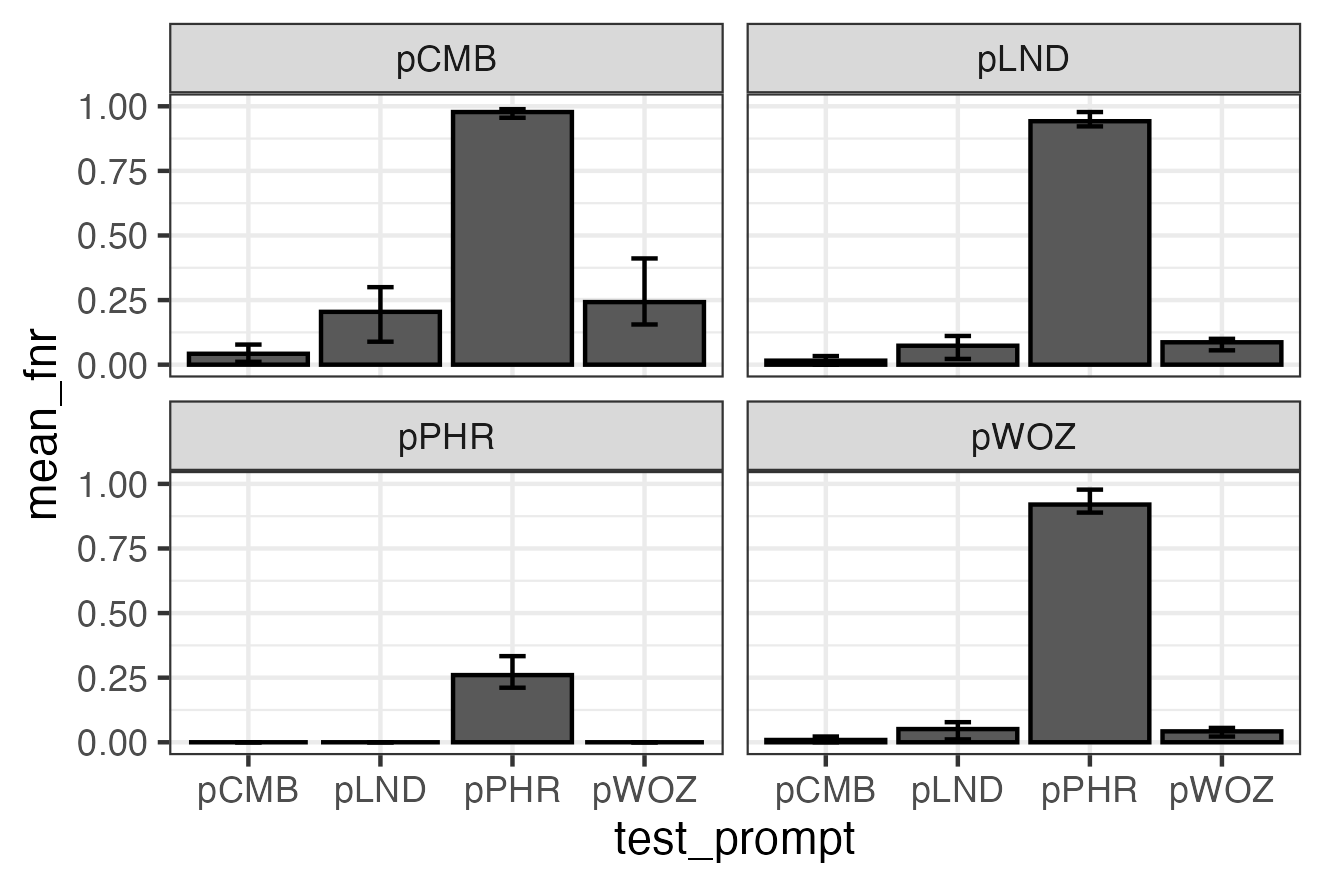 pCMB pLND
1.00
0.75
0.50
0.25
0.00
pPHR pWOZ
1.00
0.75
0.50
0.25
0.00
pCMB pLND pPHR pWOZ pCMB pLND pPHR pWOZ
test_prompt
mean_fnr